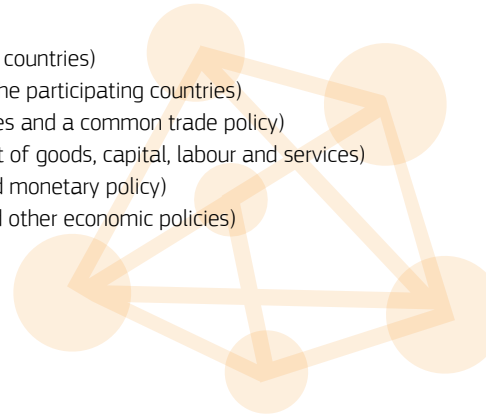 countries)
ne participating countries)
es and a common trade policy)
t of goods, capital, labour and services)
d monetary policy)
d other economic policies)